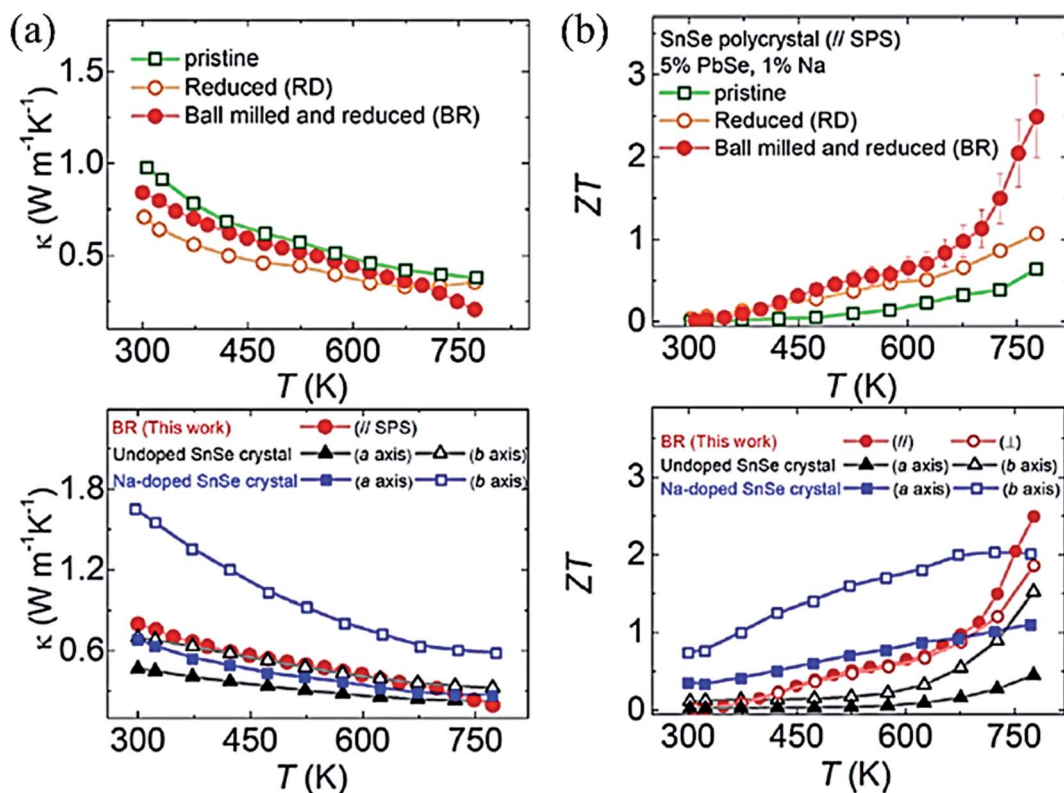 (a)
pristine
Reduced (RD)
Ball milled and reduced (BR)
1.5
1.0
0.5
κ (W m⁻¹K⁻¹)
300 450 600 750
T (K)
(b)
SnSe polycrystal (// SPS)
5% PbSe, 1% Na
pristine
Reduced (RD)
Ball milled and reduced (BR)
3
2
1
0
ZT
300 450 600 750
T (K)
BR (This work) (// SPS)
Undoped SnSe crystal (a axis) (b axis)
Na-doped SnSe crystal (a axis) (b axis)
1.8
1.2
0.6
κ (W m⁻¹K⁻¹)
300 450 600 750
T (K)
BR (This work) (//) (⊥)
Undoped SnSe crystal (a axis) (b axis)
Na-doped SnSe crystal (a axis) (b axis)
3
2
1
0
ZT
300 450 600 750
T (K)